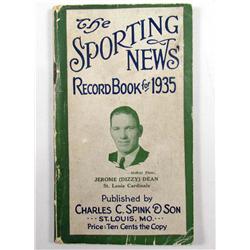 The
SPORTING
NEWS
RECORD BOOK for 1935
JEROME (DIZZY) DEAN
St. Louis Cardinals
Published by
CHARLES C. SPINK & SON
ST. LOUIS, MO.
Price: Ten Cents the Copy